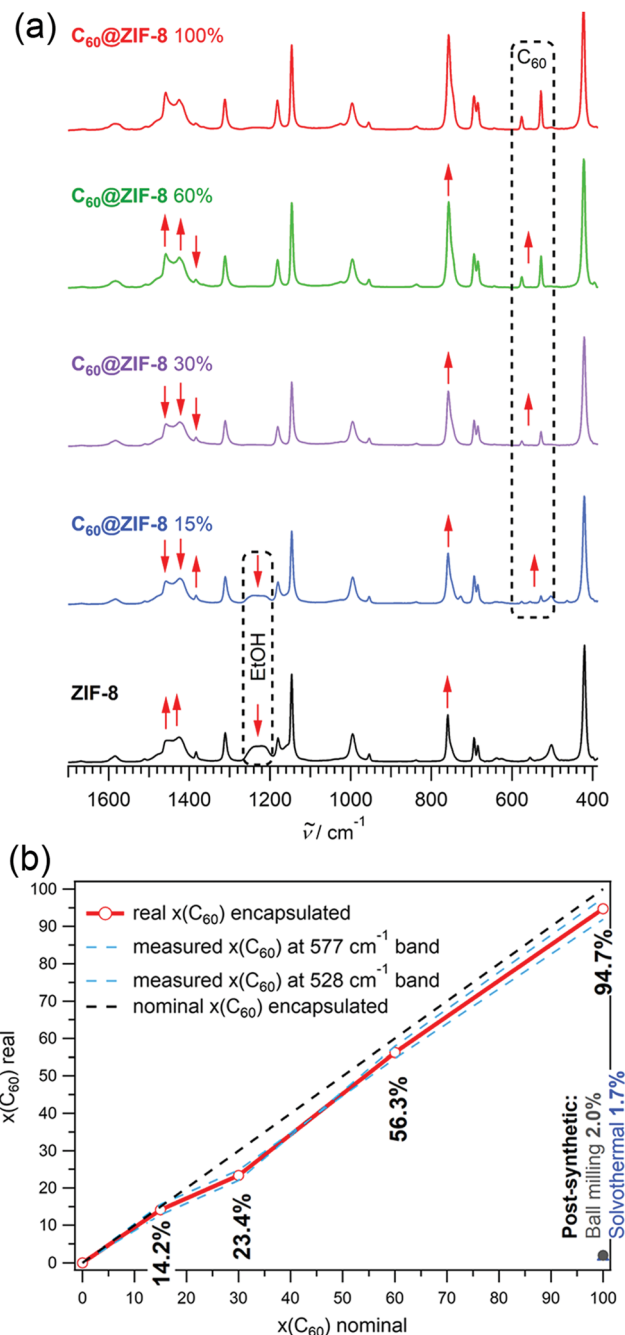 (a)
C₆₀@ZIF-8 100%
C₆₀
C₆₀@ZIF-8 60%
C₆₀@ZIF-8 30%
C₆₀@ZIF-8 15%
EtOH
ZIF-8
1600 1400 1200 1000 800 600 400
ν̃ / cm⁻¹
(b)
100
90
80
70
60
50
40
30
20
10
0
x(C₆₀) real
real x(C₆₀) encapsulated
measured x(C₆₀) at 577 cm⁻¹ band
measured x(C₆₀) at 528 cm⁻¹ band
nominal x(C₆₀) encapsulated
14.2%
23.4%
56.3%
94.7%
Post-synthetic:
Ball milling 2.0%
Solvothermal 1.7%
0 10 20 30 40 50 60 70 80 90 100
x(C₆₀) nominal